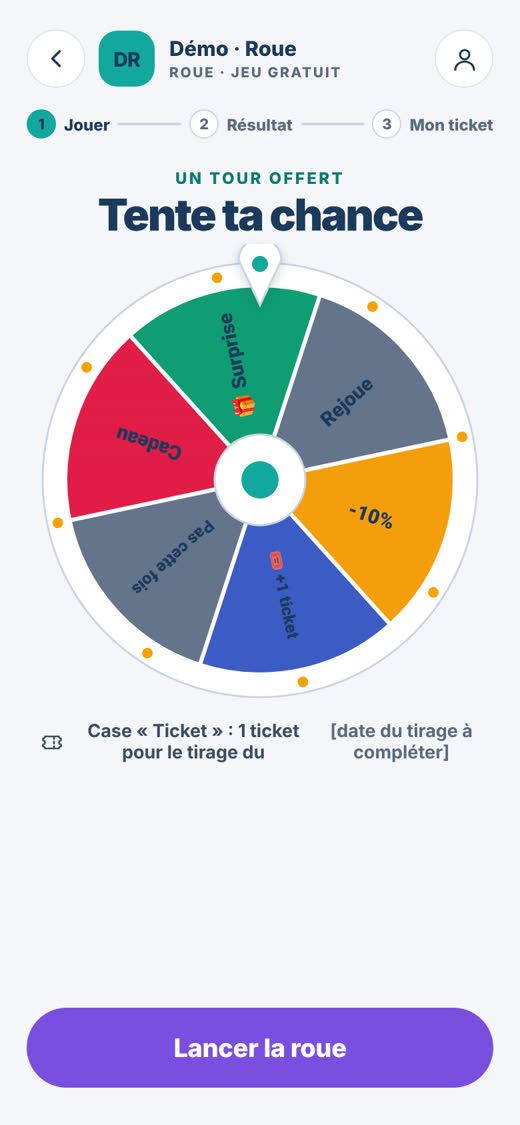 DR
Démo · Roue
ROUE · JEU GRATUIT
1 Jouer
2 Résultat
3 Mon ticket
UN TOUR OFFERT
Tente ta chance
Surprise
Rejoue
-10%
+1 ticket
Pas cette fois
Cadeau
Case « Ticket » : 1 ticket
pour le tirage du
[date du tirage à
compléter]
Lancer la roue